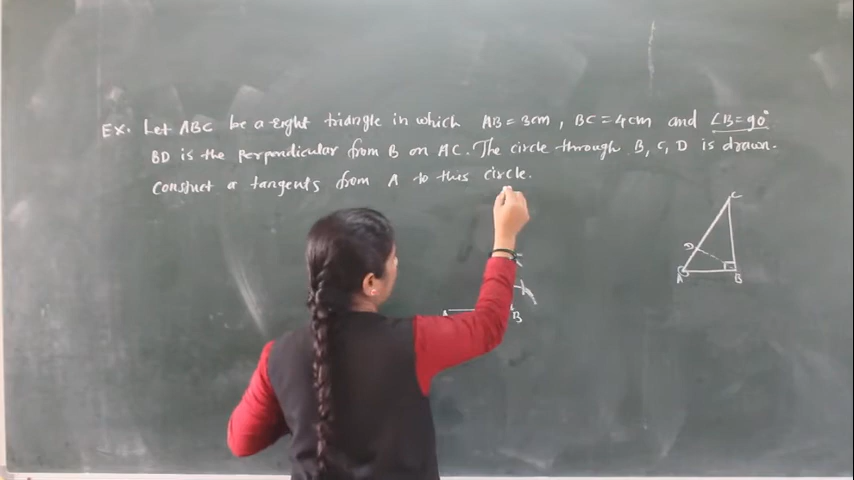 Ex. Let ABC be a right triangle in which AB = 3cm, BC = 4cm and ∠B = 90°
BD is the perpendicular from B on AC. The circle through B, C, D is drawn.
Construct a tangents from A to this circle.
C
D
A B
A B